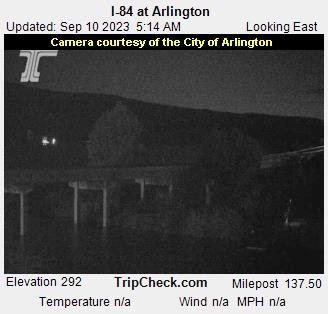 I-84 at Arlington
Updated: Sep 10 2023 5:14 AM Looking East
Camera courtesy of the City of Arlington
Elevation 292 TripCheck.com Milepost 137.50
Temperature n/a Wind n/a MPH n/a